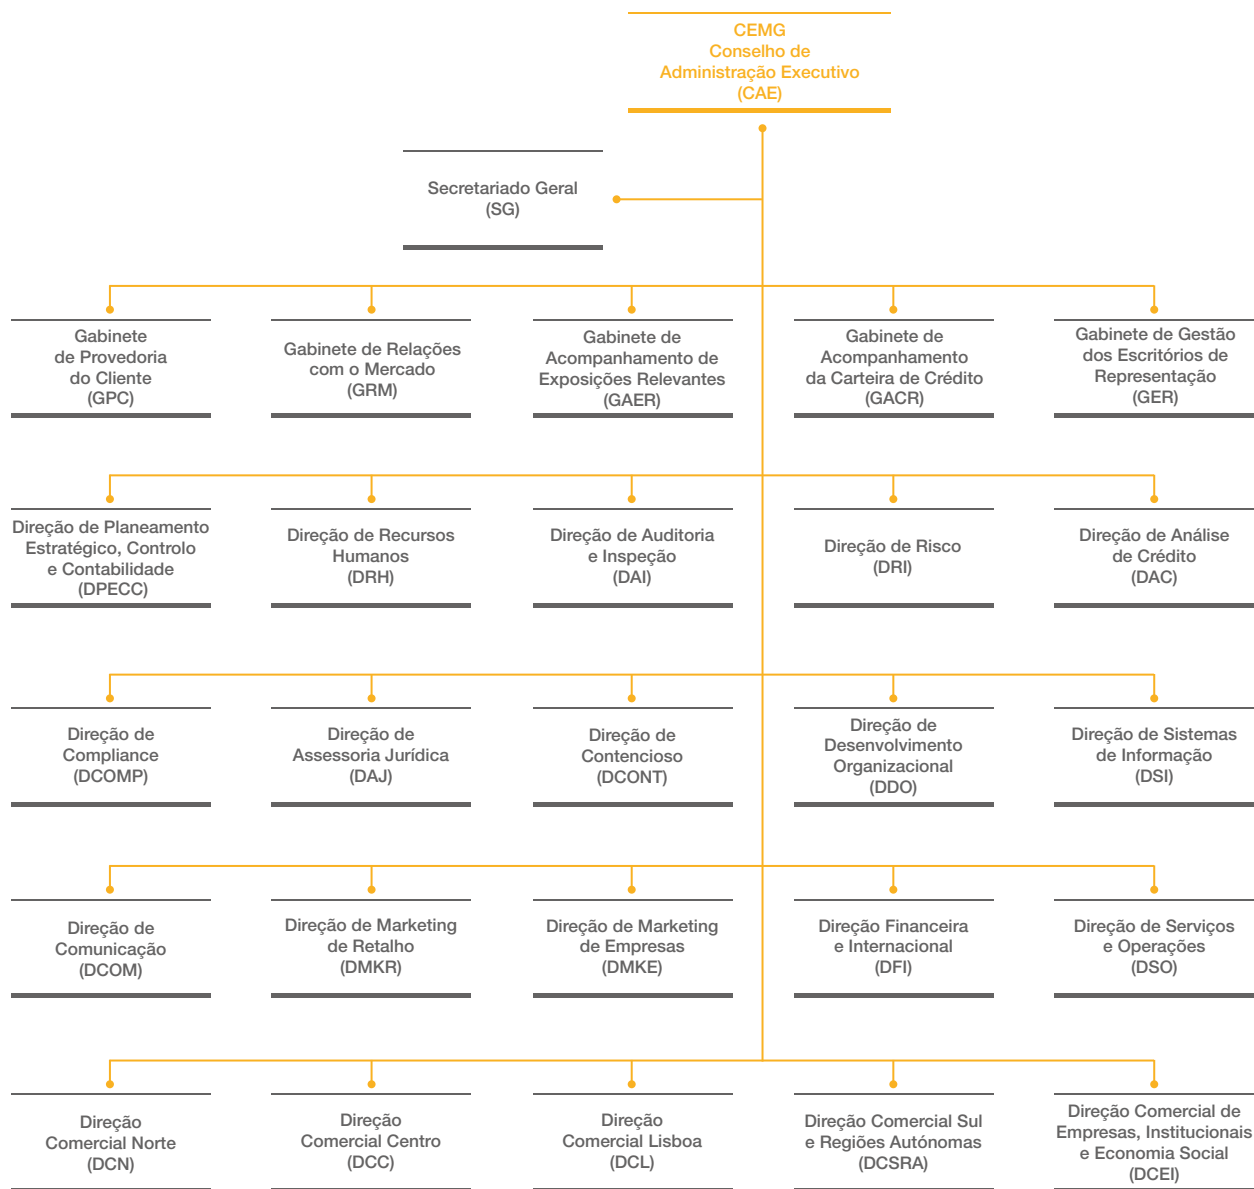 CEMG
Conselho de
Administração Executivo
(CAE)
Secretariado Geral
(SG)
Gabinete
de Provedoria
do Cliente
(GPC)
Gabinete de Relações
com o Mercado
(GRM)
Gabinete de
Acompanhamento de
Exposições Relevantes
(GAER)
Gabinete de
Acompanhamento
da Carteira de Crédito
(GACR)
Gabinete de Gestão
dos Escritórios de
Representação
(GER)
Direção de Planeamento
Estratégico, Controlo
e Contabilidade
(DPECC)
Direção de Recursos
Humanos
(DRH)
Direção de Auditoria
e Inspeção
(DAI)
Direção de Risco
(DRI)
Direção de Análise
de Crédito
(DAC)
Direção de
Compliance
(DCOMP)
Direção de
Assessoria Jurídica
(DAJ)
Direção de
Contencioso
(DCONT)
Direção de
Desenvolvimento
Organizacional
(DDO)
Direção de Sistemas
de Informação
(DSI)
Direção de
Comunicação
(DCOM)
Direção de Marketing
de Retalho
(DMKR)
Direção de Marketing
de Empresas
(DMKE)
Direção Financeira
e Internacional
(DFI)
Direção de Serviços
e Operações
(DSO)
Direção
Comercial Norte
(DCN)
Direção
Comercial Centro
(DCC)
Direção
Comercial Lisboa
(DCL)
Direção Comercial Sul
e Regiões Autónomas
(DCSRA)
Direção Comercial de
Empresas, Institucionais
e Economia Social
(DCEI)